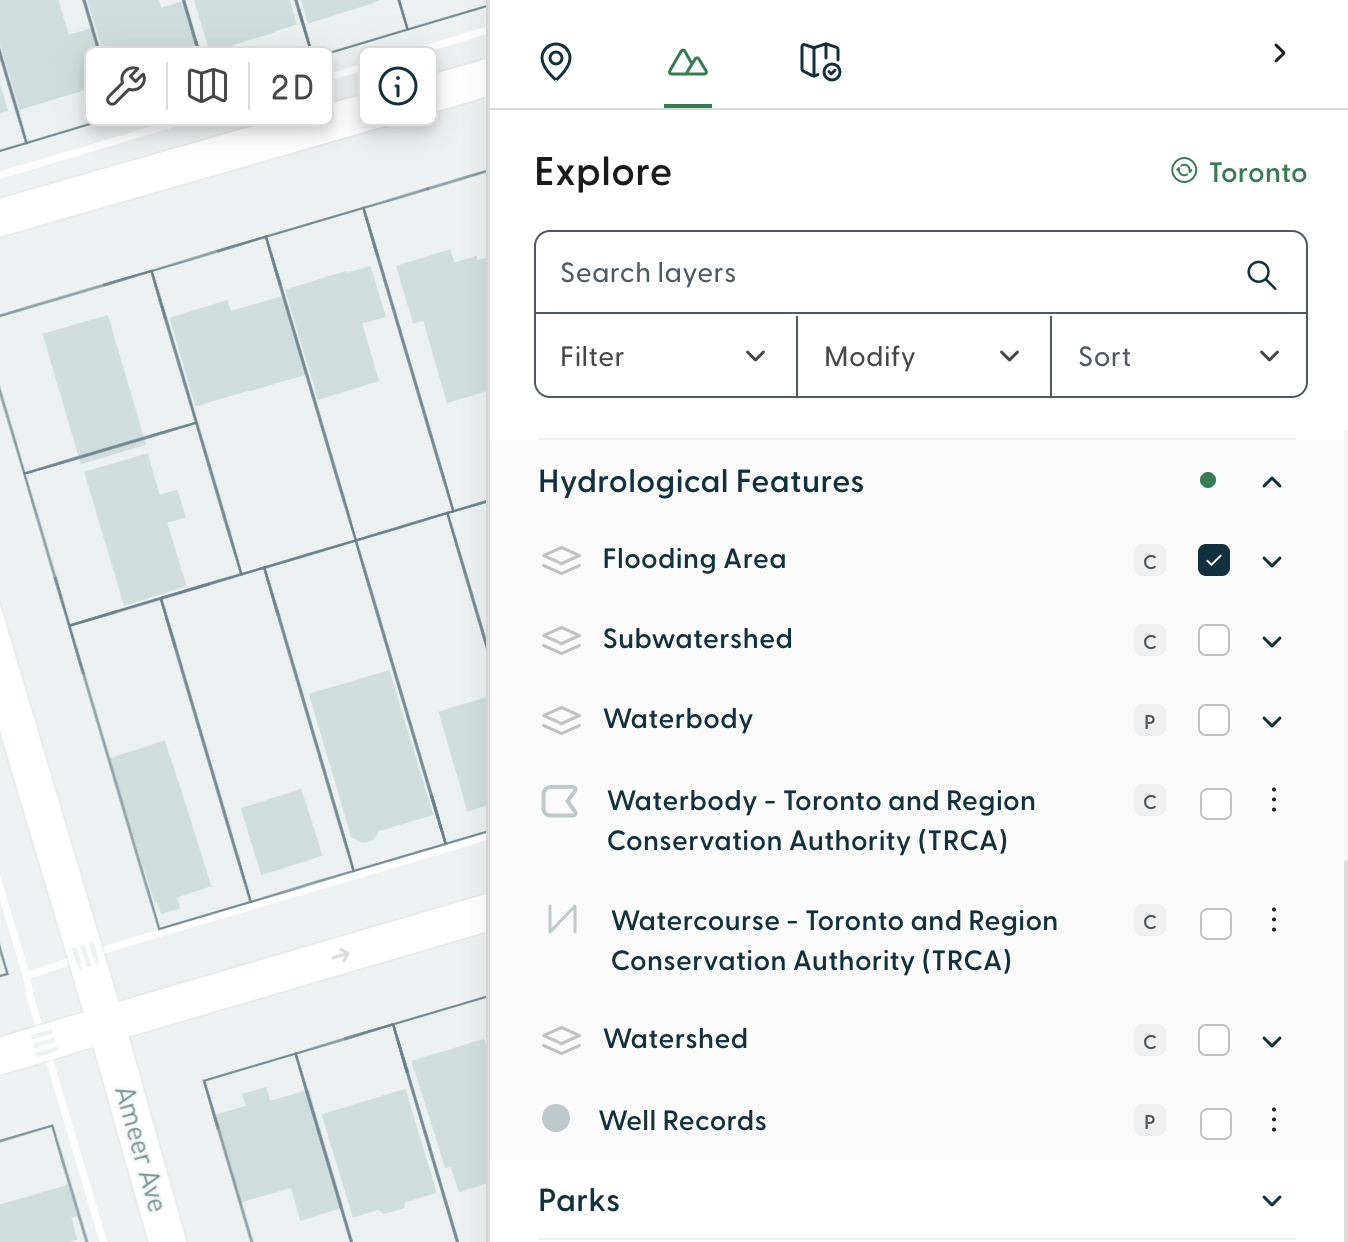 2D
Explore
Toronto
Search layers
Filter
Modify
Sort
Hydrological Features
Flooding Area
C
Subwatershed
C
Waterbody
P
Waterbody - Toronto and Region
Conservation Authority (TRCA)
C
Watercourse - Toronto and Region
Conservation Authority (TRCA)
C
Watershed
C
Well Records
P
Parks
Ameer Ave